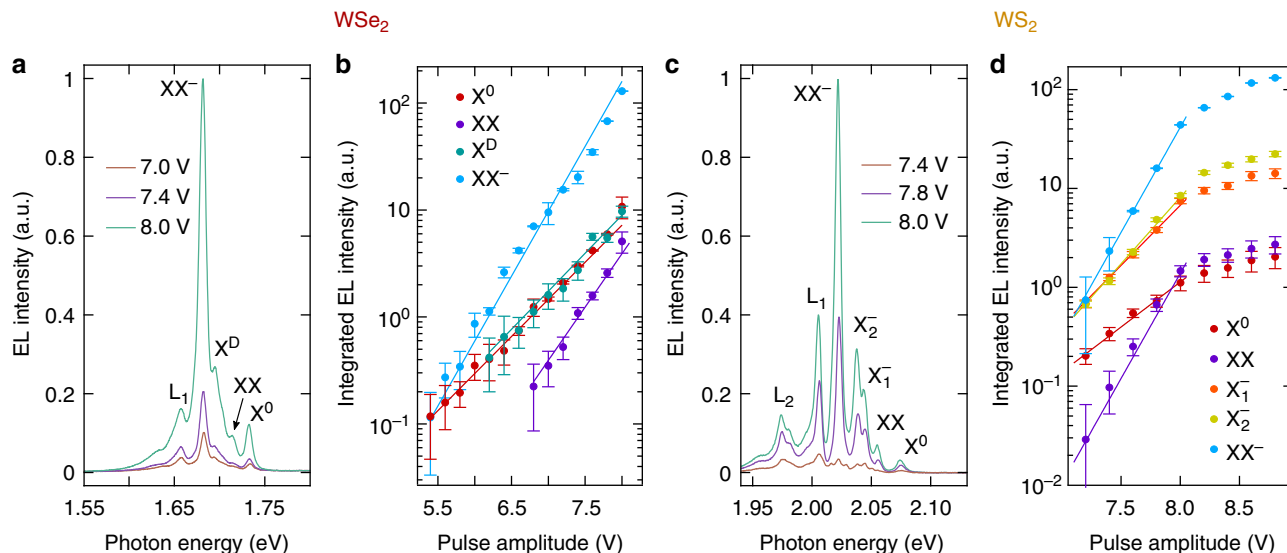 WSe₂
WS₂
a
b
c
d
EL intensity (a.u.)
1
0.8
0.6
0.4
0.2
0
XX⁻
7.0 V
7.4 V
8.0 V
Xᴰ
L₁
XX
X⁰
1.55
1.65
1.75
Photon energy (eV)
Integrated EL intensity (a.u.)
10²
10
1
10⁻¹
X⁰
XX
Xᴰ
XX⁻
5.5
6.5
7.5
Pulse amplitude (V)
EL intensity (a.u.)
1
0.8
0.6
0.4
0.2
0
XX⁻
7.4 V
7.8 V
8.0 V
L₁
X₂⁻
X₁⁻
L₂
XX
X⁰
1.95
2.00
2.05
2.10
Photon energy (eV)
Integrated EL intensity (a.u.)
10²
10¹
10⁰
10⁻¹
10⁻²
X⁰
XX
X₁⁻
X₂⁻
XX⁻
7.5
8.0
8.5
Pulse amplitude (V)